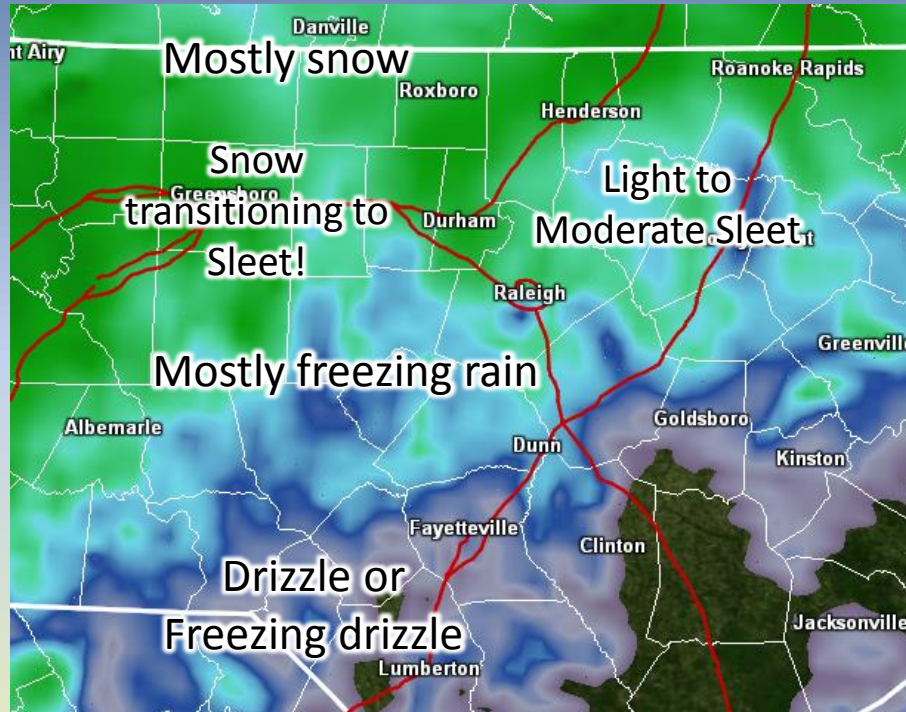 Danville
nt Airy
Mostly snow
Roanoke Rapids
Roxboro
Henderson
Snow
Greensboro
transitioning to
Sleet!
Light to
Moderate Sleet
Durham
Raleigh
Greenville
Mostly freezing rain
Albemarle
Goldsboro
Dunn
Kinston
Fayetteville
Clinton
Drizzle or
Freezing drizzle
Jacksonville
Lumberton